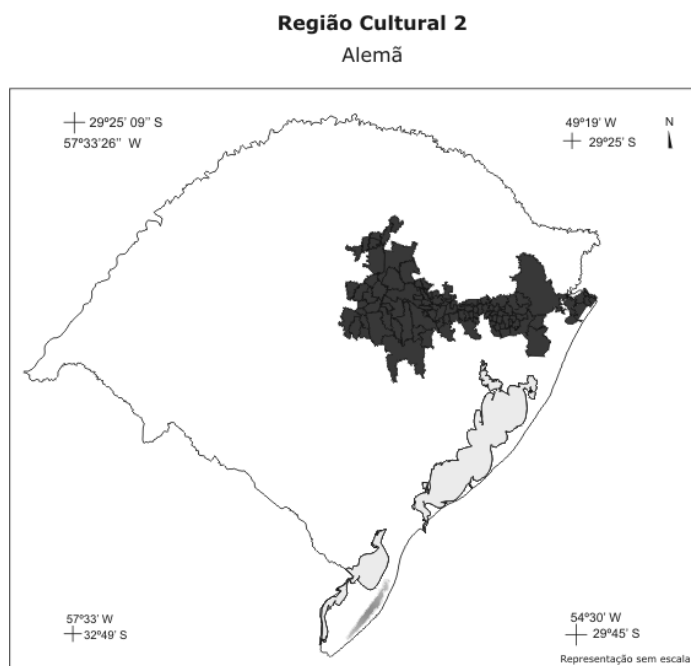 Região Cultural 2
Alemã
29º25' 09" S
57º33'26" W
49º19' W
29º25' S
N
57º33' W
32º49' S
54º30' W
29º45' S
Representação sem escala